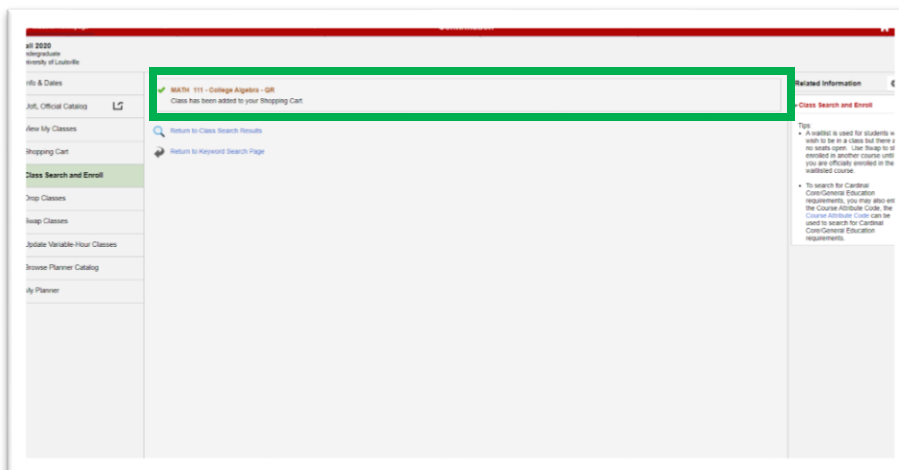 all 2020
ndergraduate
niversity of Louisville
nfo & Dates
UofL Official Catalog
View My Classes
Shopping Cart
Class Search and Enroll
Drop Classes
Swap Classes
Update Variable-Hour Classes
Browse Planner Catalog
My Planner
MATH 111 - College Algebra - QR
Class has been added to your Shopping Cart
Return to Class Search Results
Return to Keyword Search Page
Related Information
Class Search and Enroll
Tips
• A waitlist is used for students w
wish to be in a class but there a
no seats open. Use Swap to st
enrolled in another course until
you are officially enrolled in the
waitlisted course.
• To search for Cardinal
Core/General Education
requirements, you may also ent
the Course Attribute Code, the
Course Attribute Code can be
used to search for Cardinal
Core/General Education
requirements.